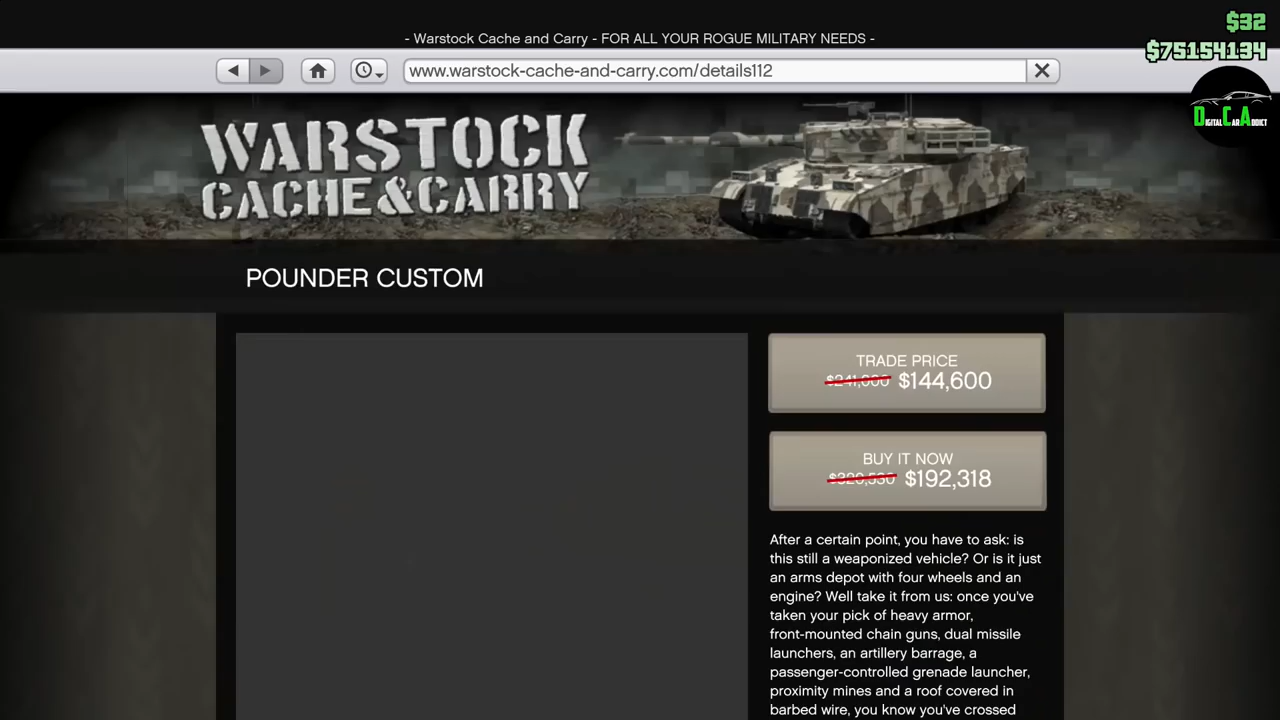 $32
- Warstock Cache and Carry - FOR ALL YOUR ROGUE MILITARY NEEDS -
$75154134
www.warstock-cache-and-carry.com/details112
DIGITALCARADDICT
WARSTOCK
CACHE&CARRY
POUNDER CUSTOM
TRADE PRICE
$241,000 $144,600
BUY IT NOW
$320,530 $192,318
After a certain point, you have to ask: is
this still a weaponized vehicle? Or is it just
an arms depot with four wheels and an
engine? Well take it from us: once you've
taken your pick of heavy armor,
front-mounted chain guns, dual missile
launchers, an artillery barrage, a
passenger-controlled grenade launcher,
proximity mines and a roof covered in
barbed wire, you know you've crossed